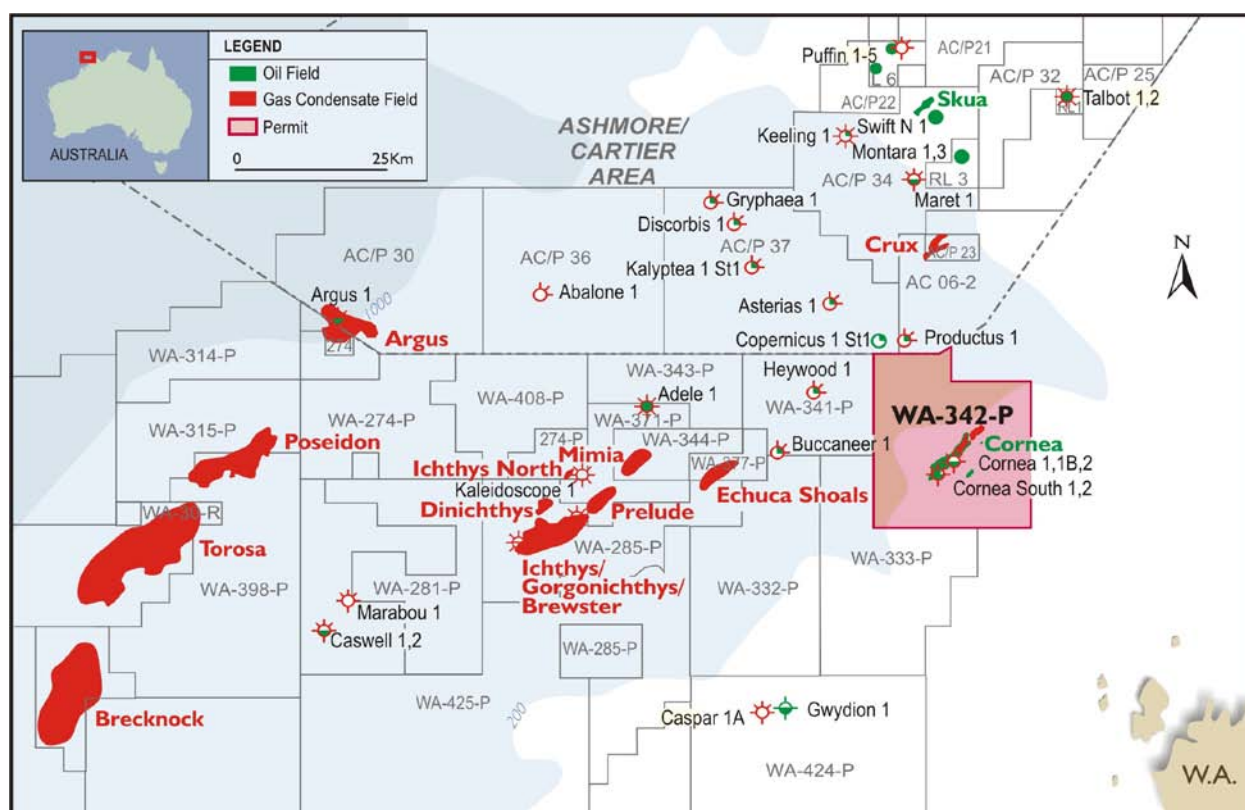 LEGEND
Oil Field
Gas Condensate Field
Permit
0
25Km
AUSTRALIA
ASHMORE/
CARTIER
AREA
Puffin 1-5
AC/P21
L 6
AC/P 32
AC/P 25
Talbot 1,2
RL1
AC/P22
Skua
Keeling 1
Swift N 1
Montara 1,3
AC/P 34
RL 3
Maret 1
Gryphaea 1
Discorbis 1
AC/P 37
Kalyptea 1 St1
Crux
AC/P 23
AC 06-2
N
AC/P 30
AC/P 36
Abalone 1
Argus 1
1000
Argus
274
Asterias 1
Copernicus 1 St1
Productus 1
WA-314-P
WA-343-P
Heywood 1
WA-408-P
Adele 1
WA-371-P
WA-341-P
WA-342-P
WA-274-P
WA-315-P
Poseidon
274-P
WA-344-P
Mimia
Buccaneer 1
Cornea
Cornea 1,1B,2
Cornea South 1,2
Ichthys North
WA-277-P
Kaleidoscope 1
Echuca Shoals
Dinichthys
Prelude
WA-30-R
Torosa
WA-285-P
WA-333-P
Ichthys/
Gorgonichthys/
Brewster
WA-398-P
WA-281-P
WA-332-P
Marabou 1
Caswell 1,2
WA-285-P
WA-425-P
200
Brecknock
Caspar 1A
Gwydion 1
WA-424-P
W.A.